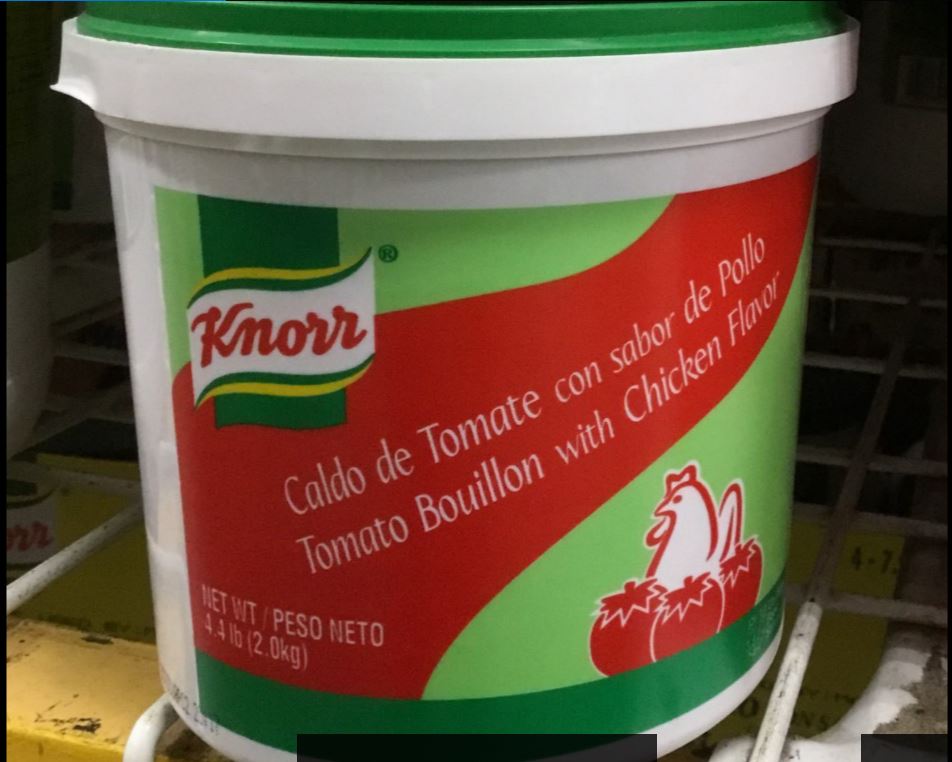 Knorr®
Caldo de Tomate con sabor de Pollo
Tomato Bouillon with Chicken Flavor
NET WT / PESO NETO
4.4 lb (2.0kg)